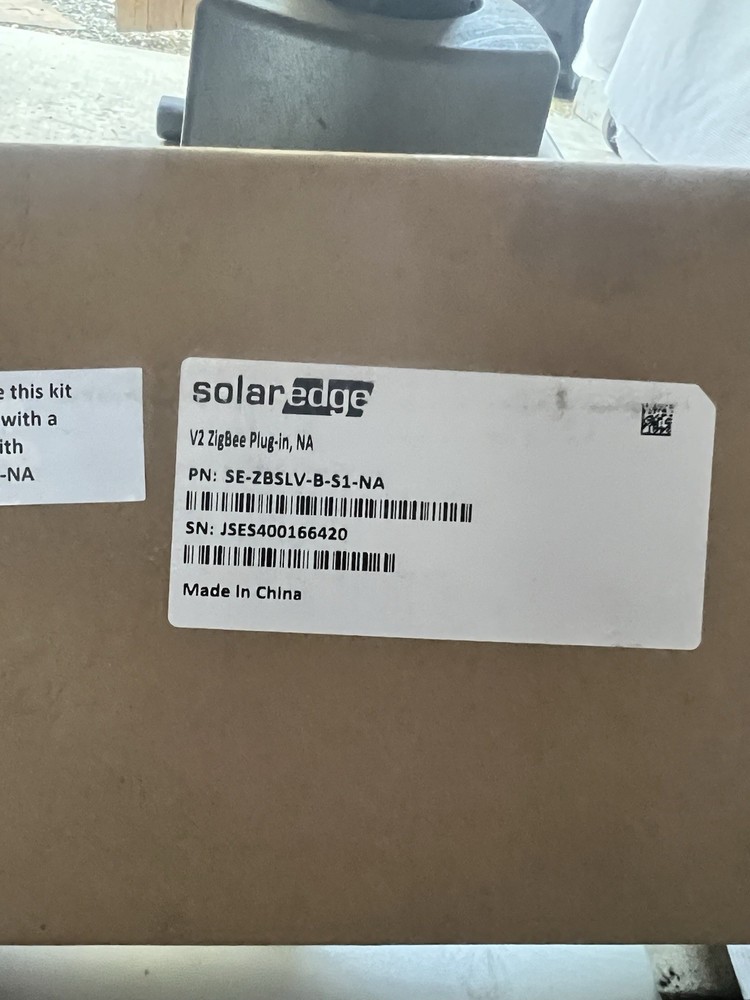 e this kit
with a
ith
-NA
solaredge
V2 ZigBee Plug-in, NA
PN: SE-ZBSLV-B-S1-NA
SN: JSES400166420
Made in China